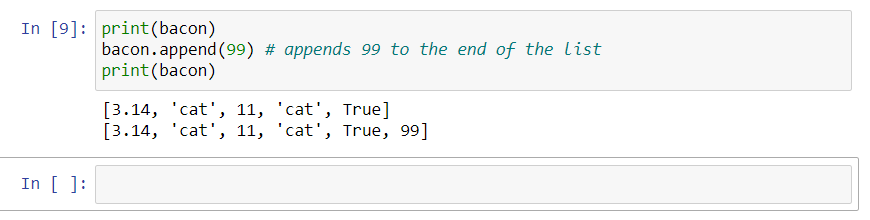 In [9]: print(bacon)
bacon.append(99) # appends 99 to the end of the list
print(bacon)
[3.14, 'cat', 11, 'cat', True]
[3.14, 'cat', 11, 'cat', True, 99]
In [ ]: